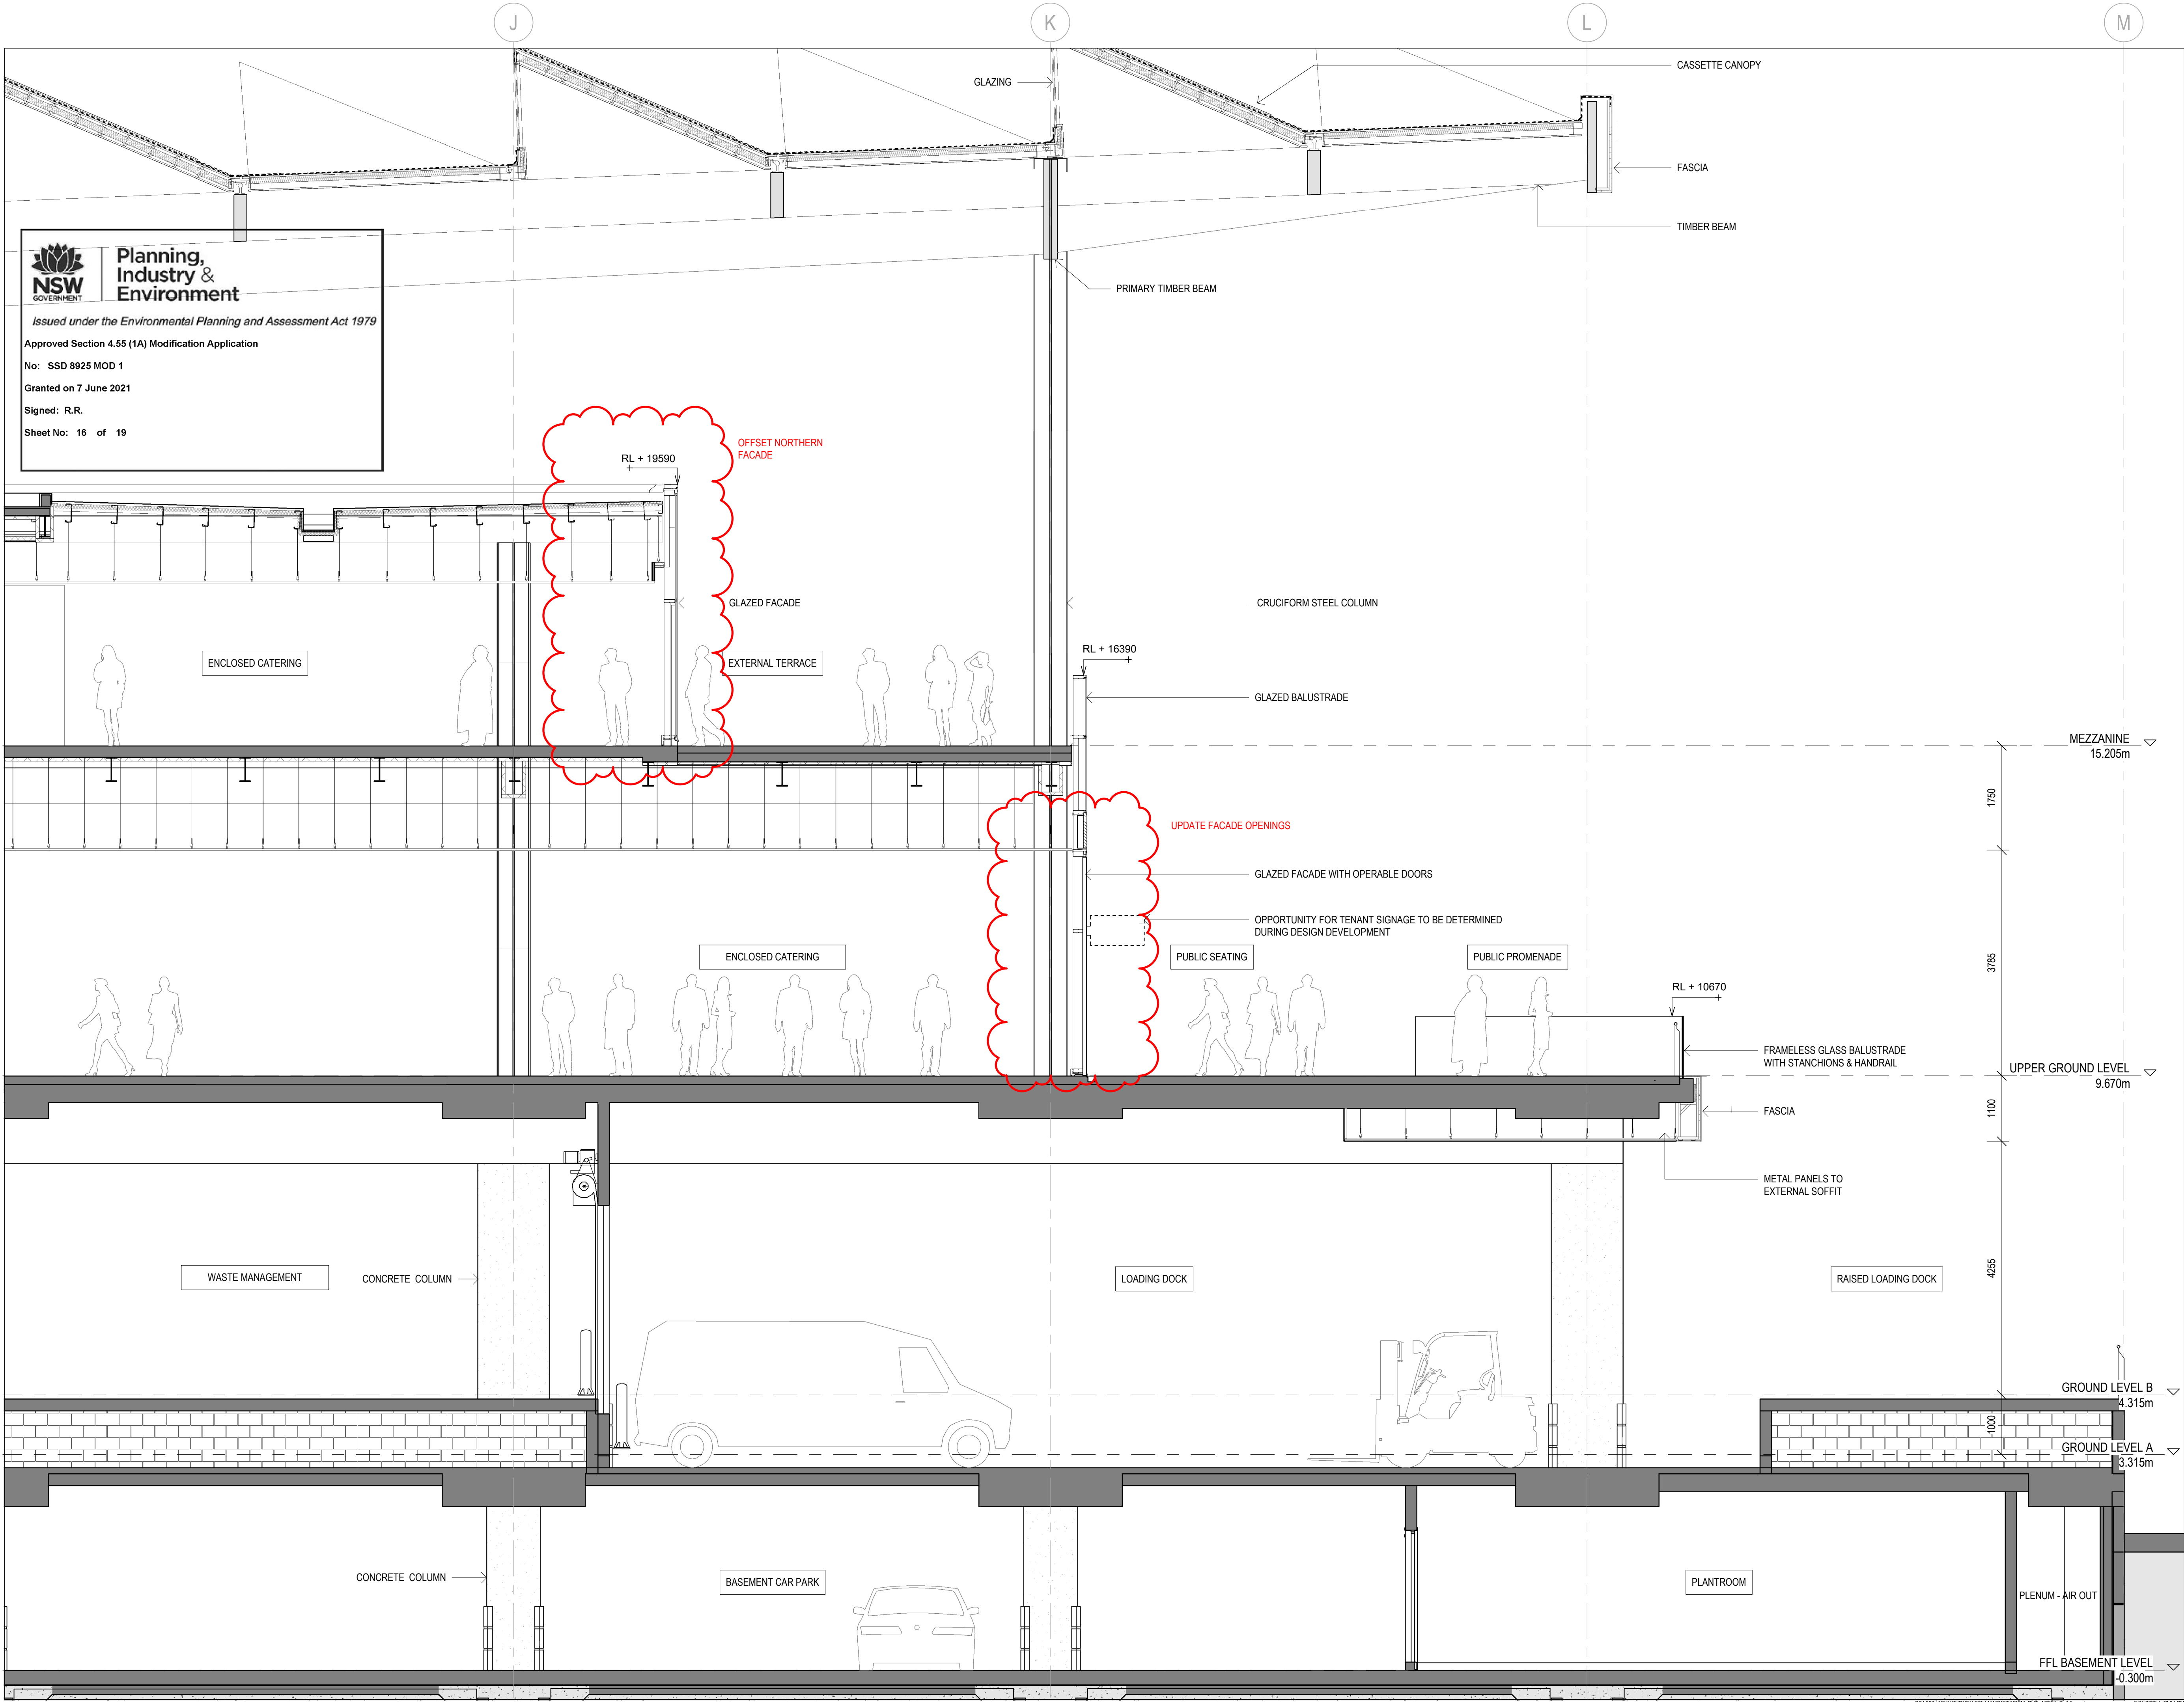 J
K
L
M
GLAZING
CASSETTE CANOPY
FASCIA
TIMBER BEAM
PRIMARY TIMBER BEAM
NSW
GOVERNMENT
Planning,
Industry &
Environment
Issued under the Environmental Planning and Assessment Act 1979
Approved Section 4.55 (1A) Modification Application
No: SSD 8925 MOD 1
Granted on 7 June 2021
Signed: R.R.
Sheet No: 16 of 19
OFFSET NORTHERN
FACADE
RL + 19590
GLAZED FACADE
CRUCIFORM STEEL COLUMN
ENCLOSED CATERING
EXTERNAL TERRACE
RL + 16390
GLAZED BALUSTRADE
MEZZANINE
15.205m
1750
UPDATE FACADE OPENINGS
GLAZED FACADE WITH OPERABLE DOORS
OPPORTUNITY FOR TENANT SIGNAGE TO BE DETERMINED
DURING DESIGN DEVELOPMENT
ENCLOSED CATERING
PUBLIC SEATING
PUBLIC PROMENADE
3785
RL + 10670
FRAMELESS GLASS BALUSTRADE
WITH STANCHIONS & HANDRAIL
UPPER GROUND LEVEL
9.670m
1100
FASCIA
METAL PANELS TO
EXTERNAL SOFFIT
WASTE MANAGEMENT
CONCRETE COLUMN
LOADING DOCK
RAISED LOADING DOCK
4255
GROUND LEVEL B
4.315m
-1000
GROUND LEVEL A
3.315m
CONCRETE COLUMN
BASEMENT CAR PARK
PLANTROOM
PLENUM - AIR OUT
FFL BASEMENT LEVEL
-0.300m